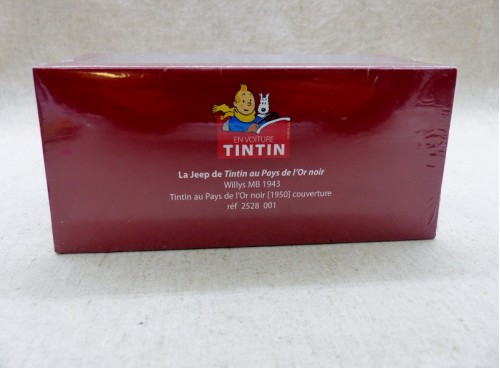 EN VOITURE
TINTIN
La Jeep de Tintin au Pays de l'Or noir
Willys MB 1943
Tintin au Pays de l'Or noir [1950] couverture
réf 2528 001